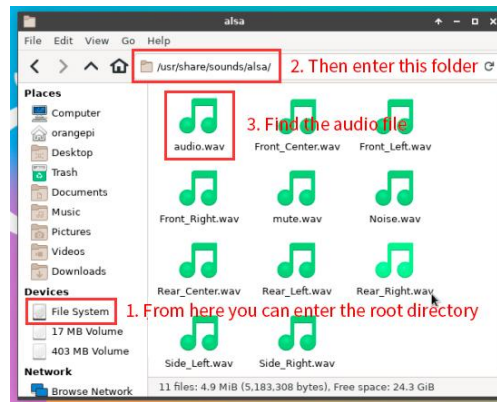 alsa
File Edit View Go Help
/usr/share/sounds/alsa/ 2. Then enter this folder
Places
Computer
orangepi
Desktop
Trash
Documents
Music
Pictures
Videos
Downloads
Devices
File System
17 MB Volume
403 MB Volume
Network
Browse Network
3. Find the audio file
audio.wav Front_Center.wav Front_Left.wav
Front_Right.wav mute.wav Noise.wav
Rear_Center.wav Rear_Left.wav Rear_Right.wav
1. From here you can enter the root directory
Side_Left.wav Side_Right.wav
11 files: 4.9 MiB (5,183,308 bytes), Free space: 24.3 GiB